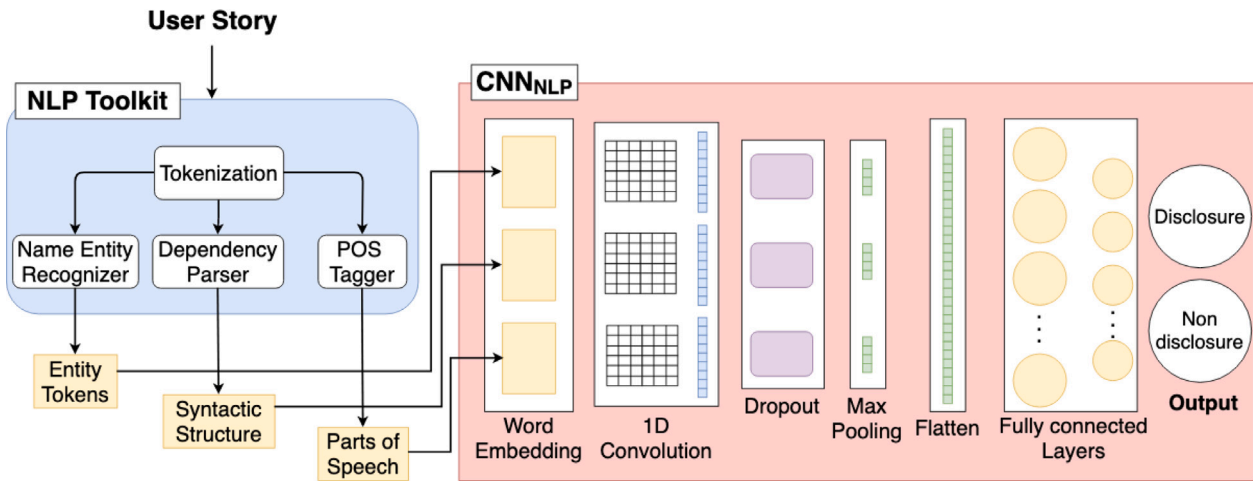 User Story
NLP Toolkit
Tokenization
Name Entity
Recognizer
Dependency
Parser
POS
Tagger
Entity
Tokens
Syntactic
Structure
Parts of
Speech
CNNNLP
Word
Embedding
1D
Convolution
Dropout
Max
Pooling
Flatten
Fully connected
Layers
Disclosure
Non
disclosure
Output